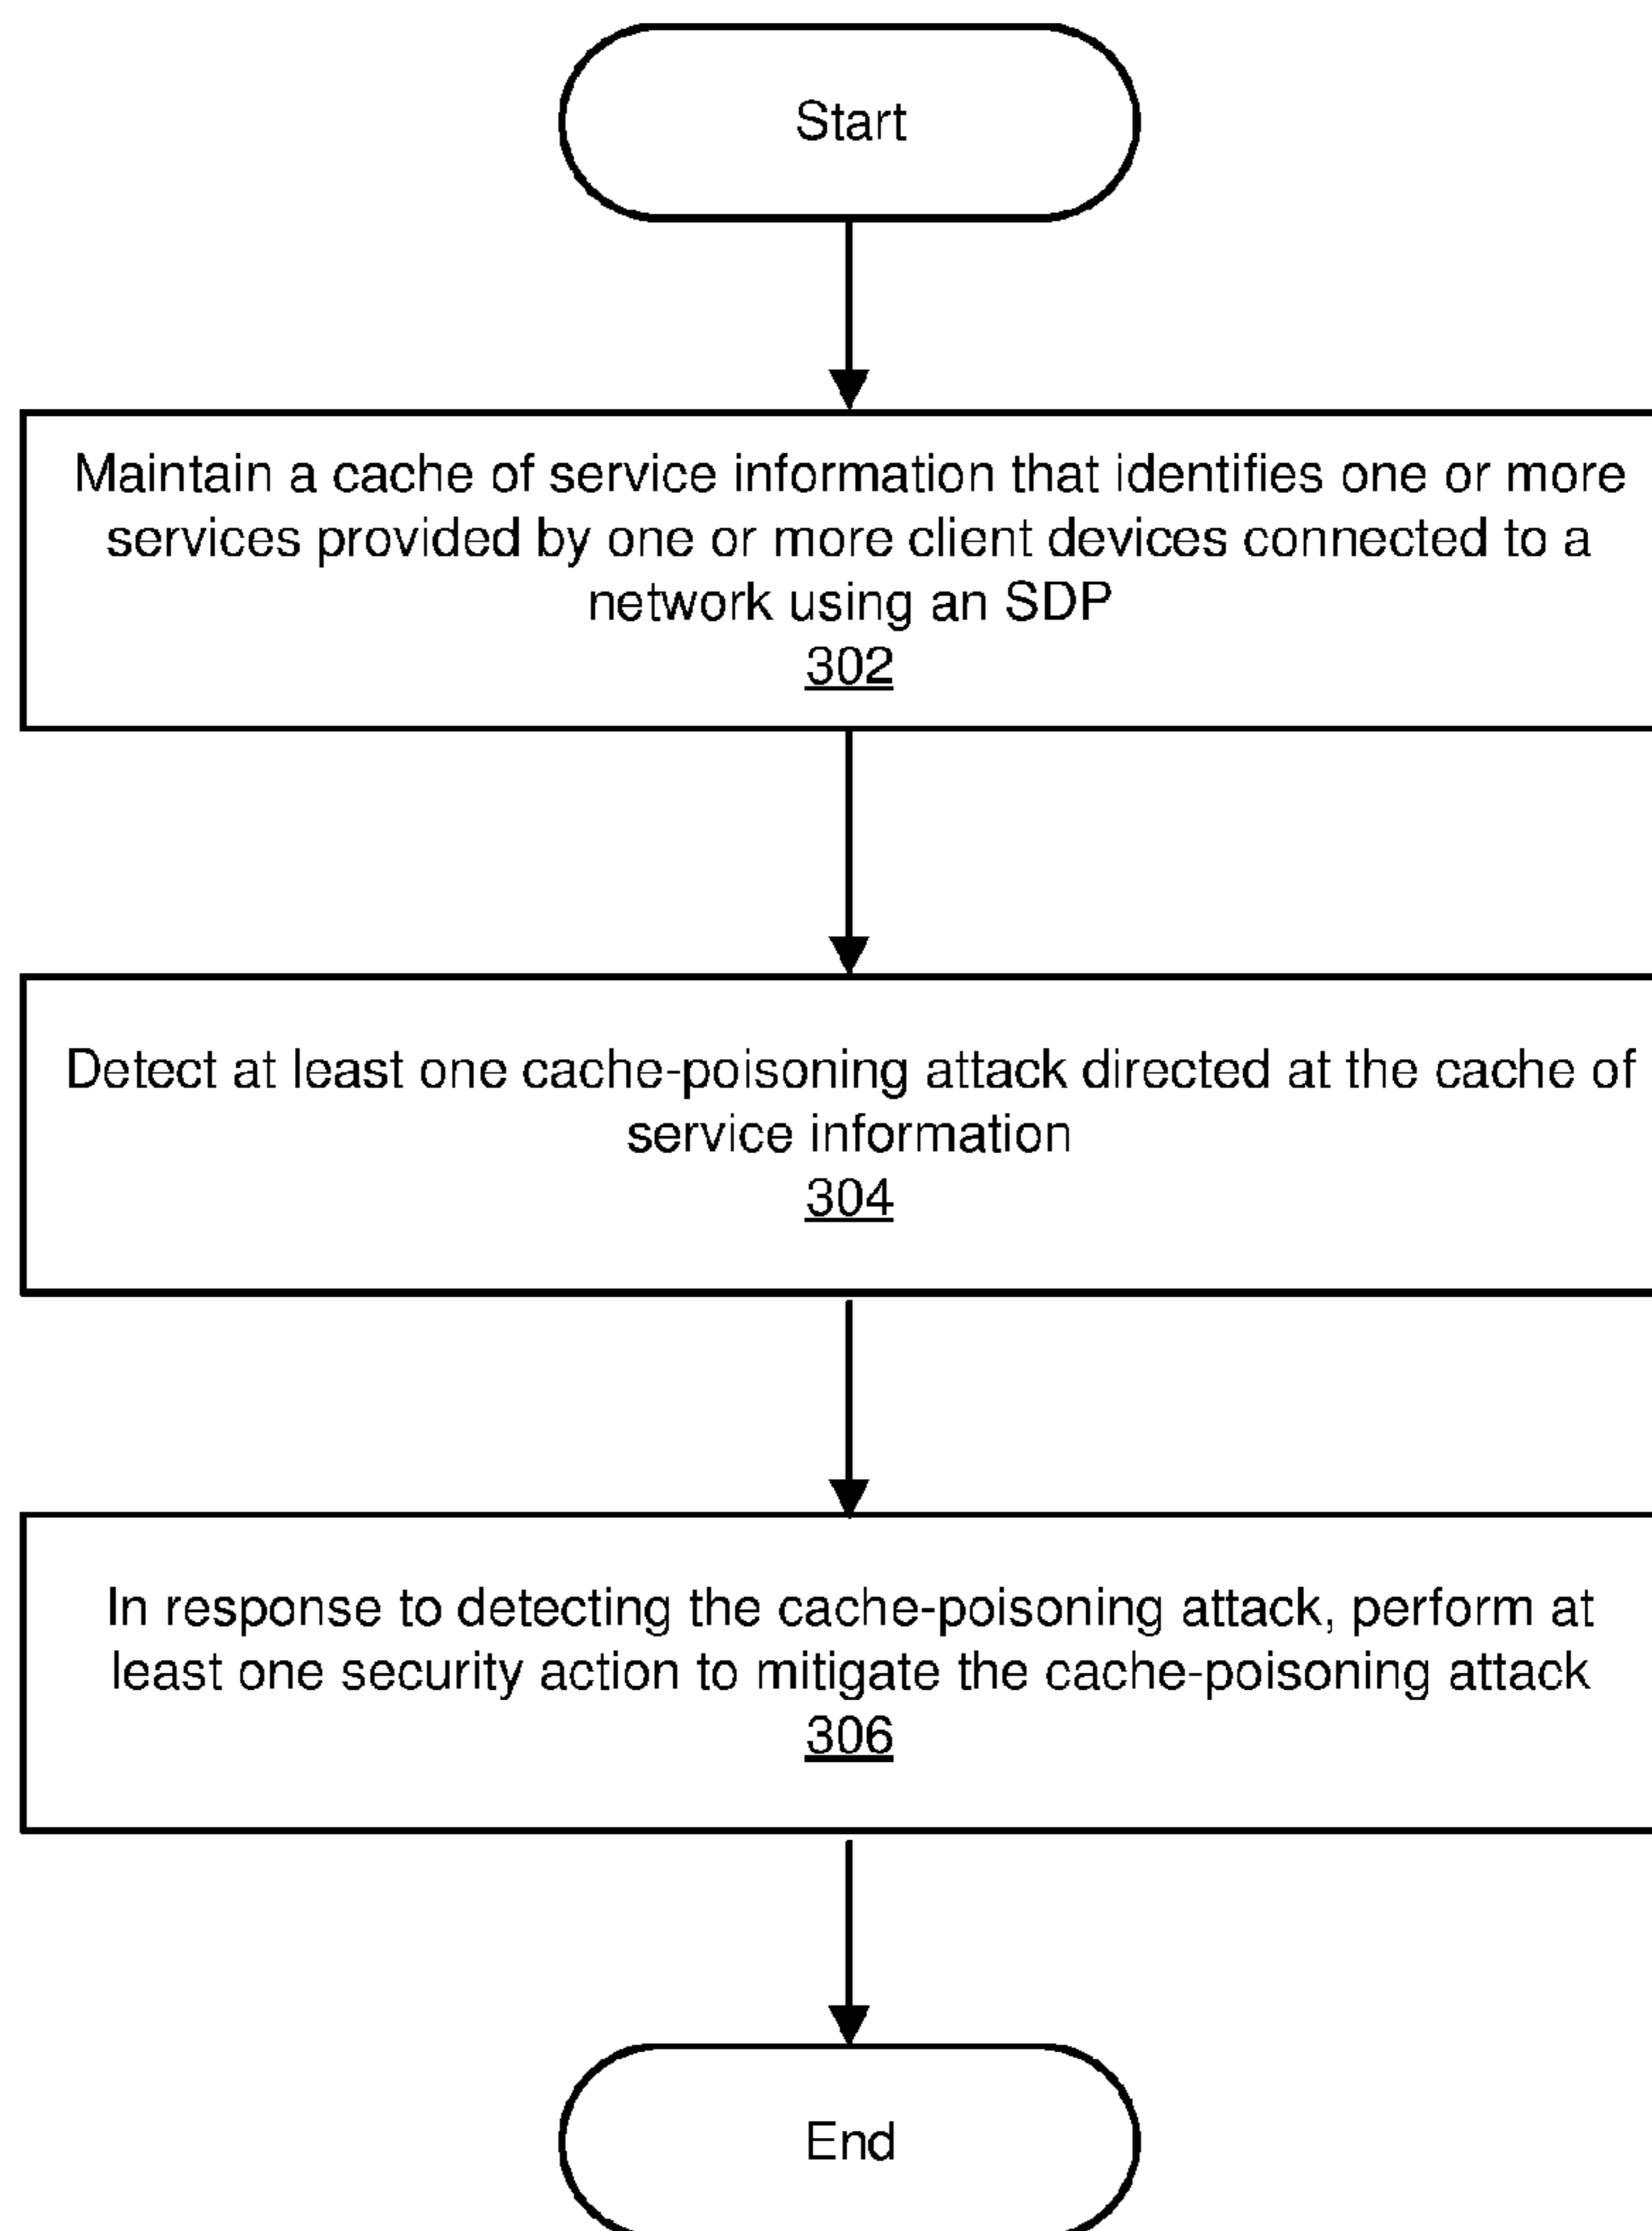 Start
Maintain a cache of service information that identifies one or more
services provided by one or more client devices connected to a
network using an SDP
302
Detect at least one cache-poisoning attack directed at the cache of
service information
304
In response to detecting the cache-poisoning attack, perform at
least one security action to mitigate the cache-poisoning attack
306
End